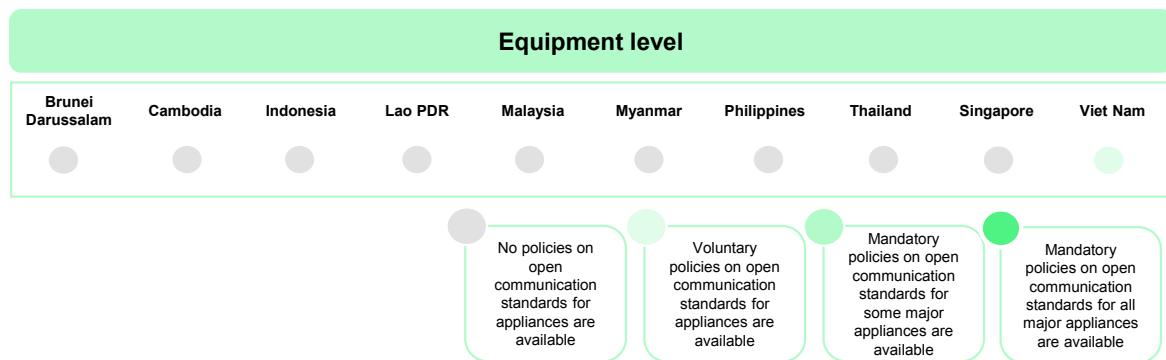 Equipment level
Brunei
Darussalam
Cambodia
Indonesia
Lao PDR
Malaysia
Myanmar
Philippines
Thailand
Singapore
Viet Nam
No policies on
open
communication
standards for
appliances are
available
Voluntary
policies on open
communication
standards for
appliances are
available
Mandatory
policies on open
communication
standards for
some major
appliances are
available
Mandatory
policies on open
communication
standards for all
major appliances
are available